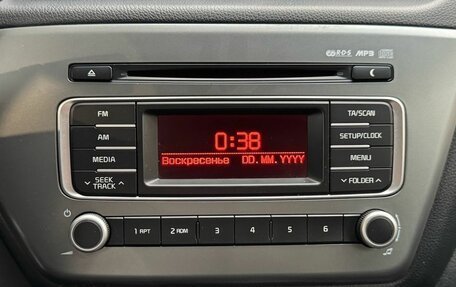 R·D·S MP3
FM
TA/SCAN
0:38
AM
SETUP/CLOCK
Воскресенье DD.MM.YYYY
MEDIA
MENU
SEEK
TRACK
FOLDER
1 RPT 2 RDM 3 4 5 6